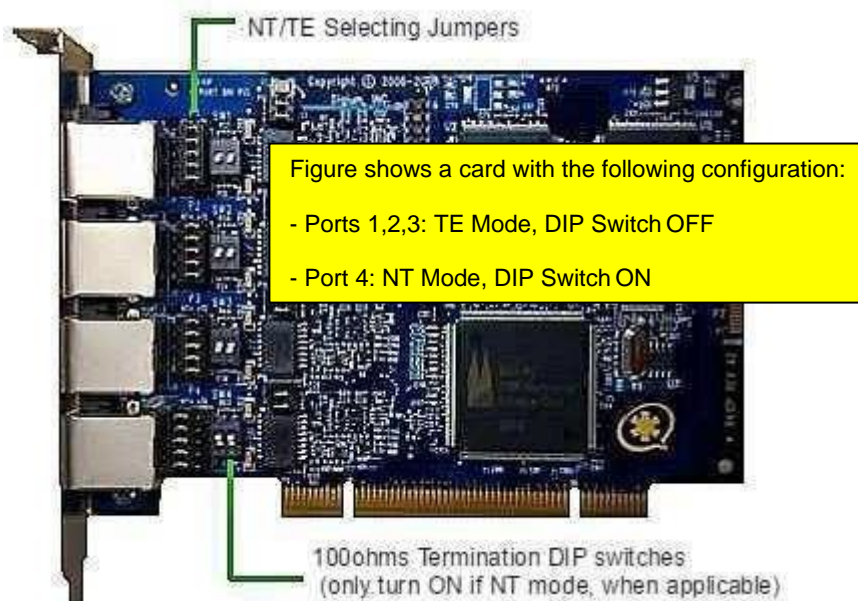 NT/TE Selecting Jumpers
Copyright © 2006-
Figure shows a card with the following configuration:
- Ports 1,2,3: TE Mode, DIP Switch OFF
- Port 4: NT Mode, DIP Switch ON
100ohms Termination DIP switches
(only turn ON if NT mode, when applicable)